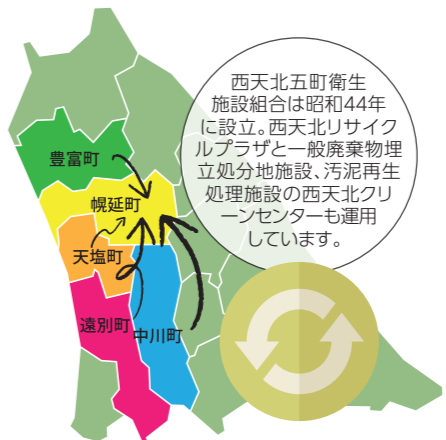 西天北五町衛生
施設組合は昭和44年
に設立。西天北リサイク
ルプラザと一般廃棄物埋
立処分地施設、汚泥再生
処理施設の西天北クリ
ーンセンターも運用
しています。
豊富町
幌延町
天塩町
遠別町
中川町